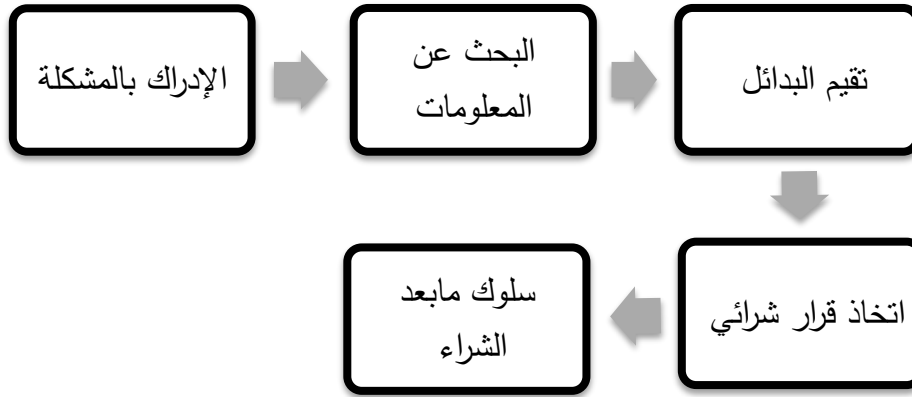 الإدراك بالمشكلة
البحث عن
المعلومات
تقيم البدائل
اتخاذ قرار شرائي
سلوك مابعد
الشراء